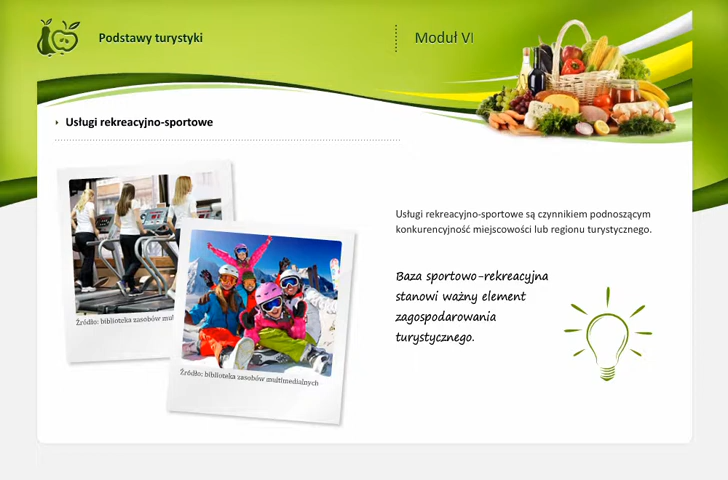 Podstawy turystyki
Moduł VI
Usługi rekreacyjno-sportowe
Źródło: biblioteka zasobów mul
Źródło: biblioteka zasobów multimedialnych
Usługi rekreacyjno-sportowe są czynnikiem podnoszącym
konkurencyjność miejscowości lub regionu turystycznego.
Baza sportowo-rekreacyjna
stanowi ważny element
zagospodarowania
turystycznego.